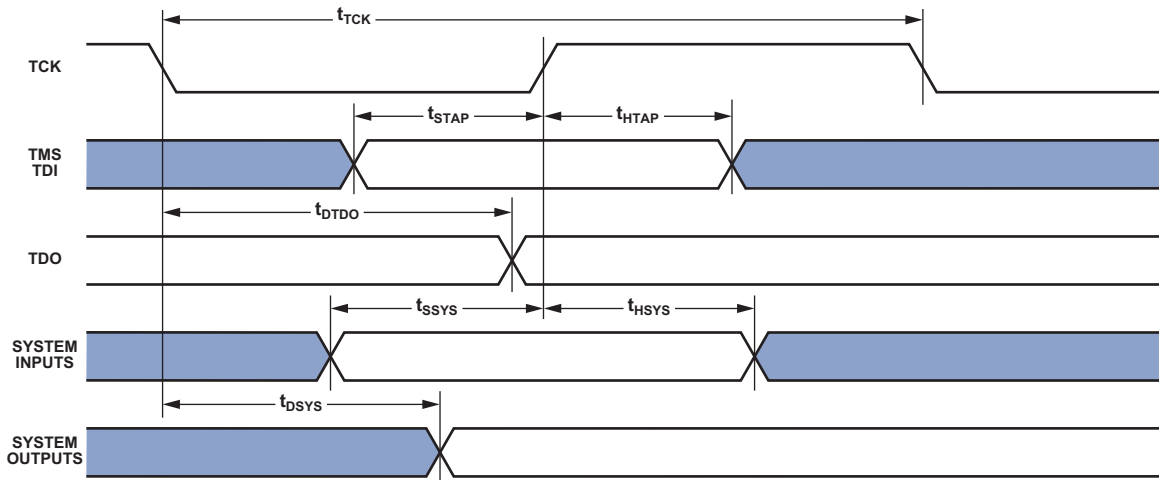 tTCK
TCK
tSTAP
tHTAP
TMS
TDI
tDTDO
TDO
tSSYS
tHSYS
SYSTEM
INPUTS
tDSYS
SYSTEM
OUTPUTS